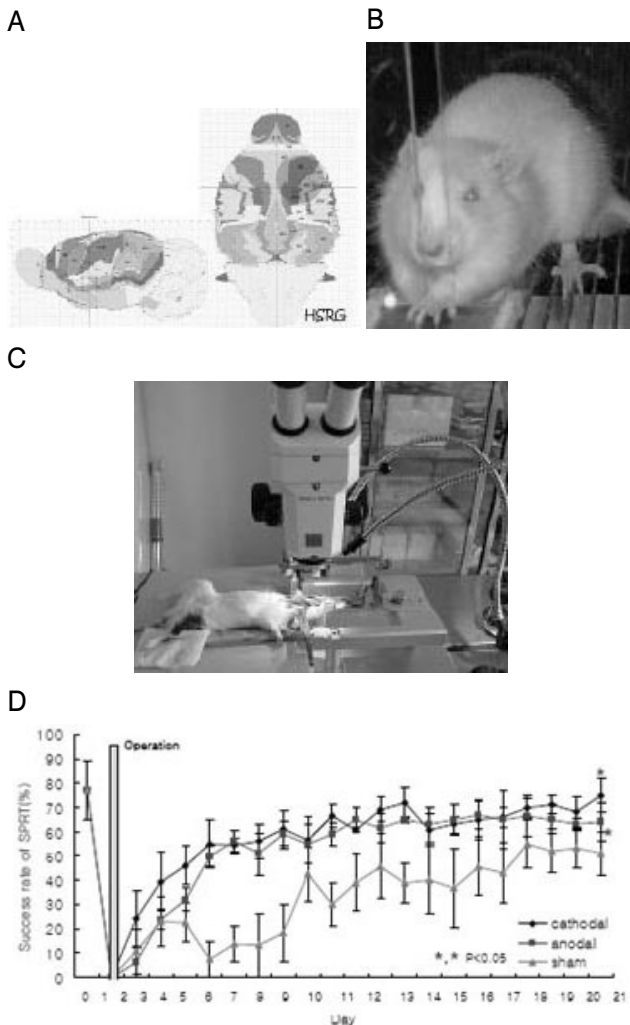 A
B
HSRG
C
D
Operation
Success rate of SPRT(%)
100
90
80
70
60
50
40
30
20
10
0
*
*
cathodal
anodal
sham
*,* P<0.05
0 1 2 3 4 5 6 7 8 9 10 11 12 13 14 15 16 17 18 19 20 21
Day